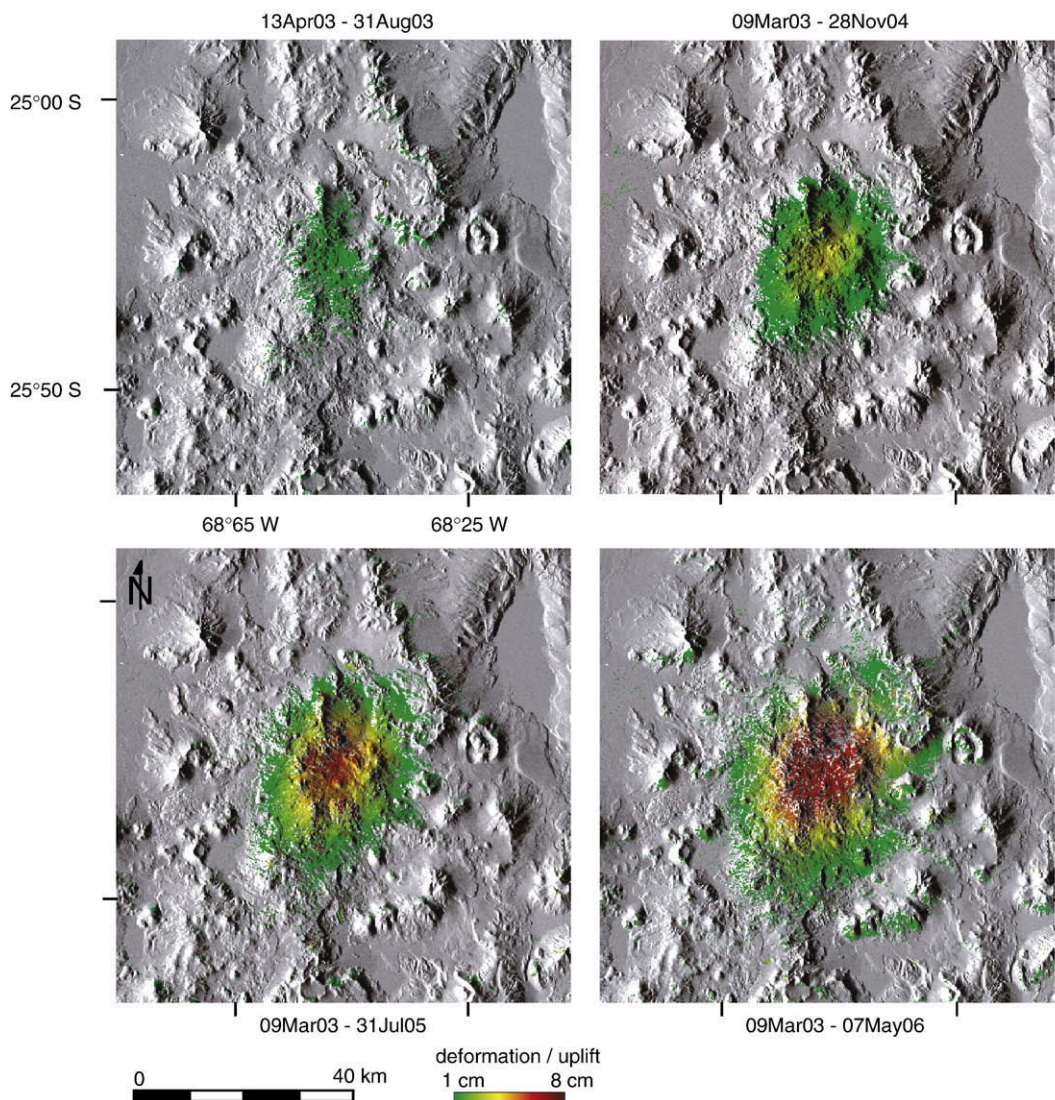 13Apr03 - 31Aug03
09Mar03 - 28Nov04
25°00 S
25°50 S
68°65 W
68°25 W
N
09Mar03 - 31Jul05
09Mar03 - 07May06
deformation / uplift
0
40 km
1 cm
8 cm